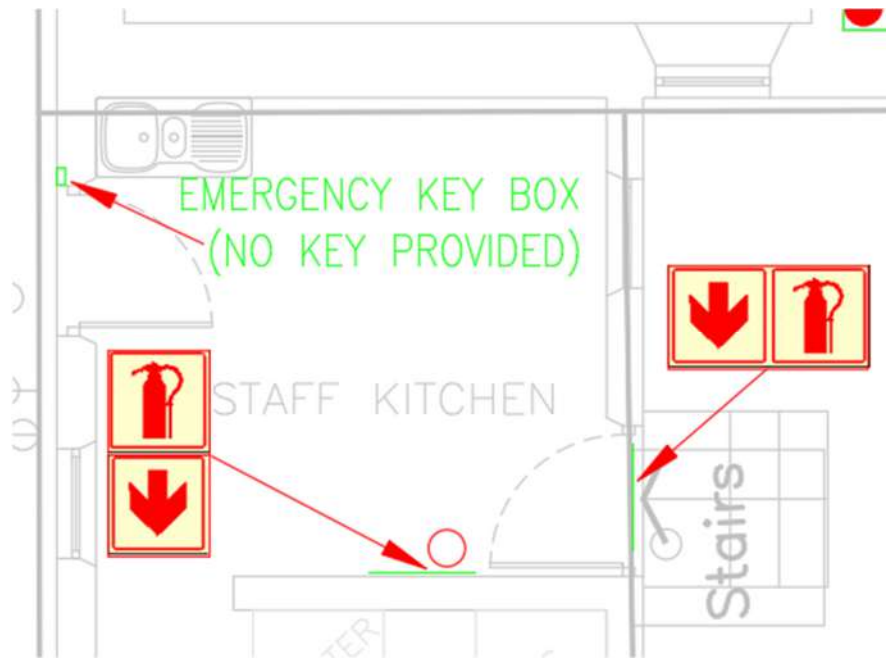 EMERGENCY KEY BOX
(NO KEY PROVIDED)
STAFF KITCHEN
Stairs